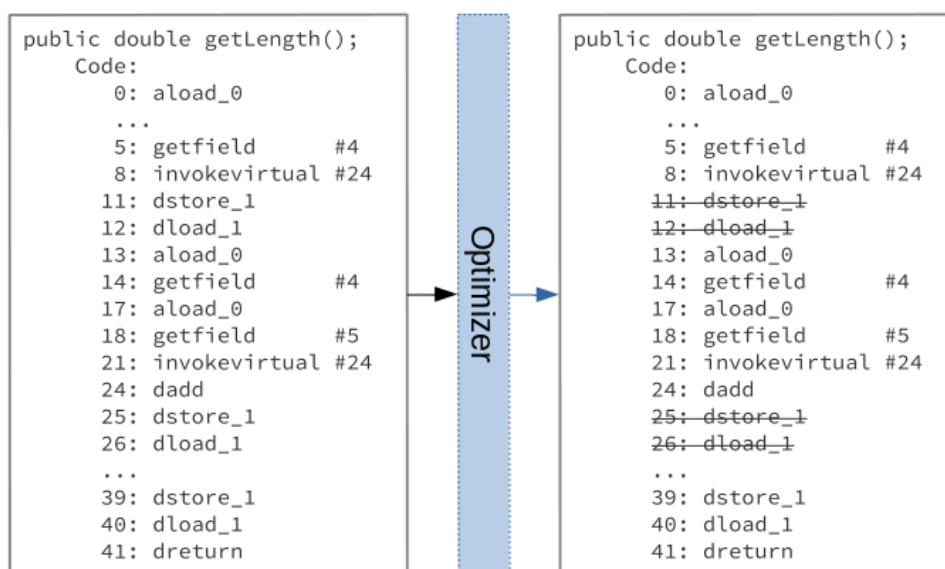 public double getLength();
Code:
0: aload_0
...
5: getfield #4
8: invokevirtual #24
11: dstore_1
12: dload_1
13: aload_0
14: getfield #4
17: aload_0
18: getfield #5
21: invokevirtual #24
24: dadd
25: dstore_1
26: dload_1
...
39: dstore_1
40: dload_1
41: dreturn
Optimizer
public double getLength();
Code:
0: aload_0
...
5: getfield #4
8: invokevirtual #24
11: dstore_1
12: dload_1
13: aload_0
14: getfield #4
17: aload_0
18: getfield #5
21: invokevirtual #24
24: dadd
25: dstore_1
26: dload_1
...
39: dstore_1
40: dload_1
41: dreturn